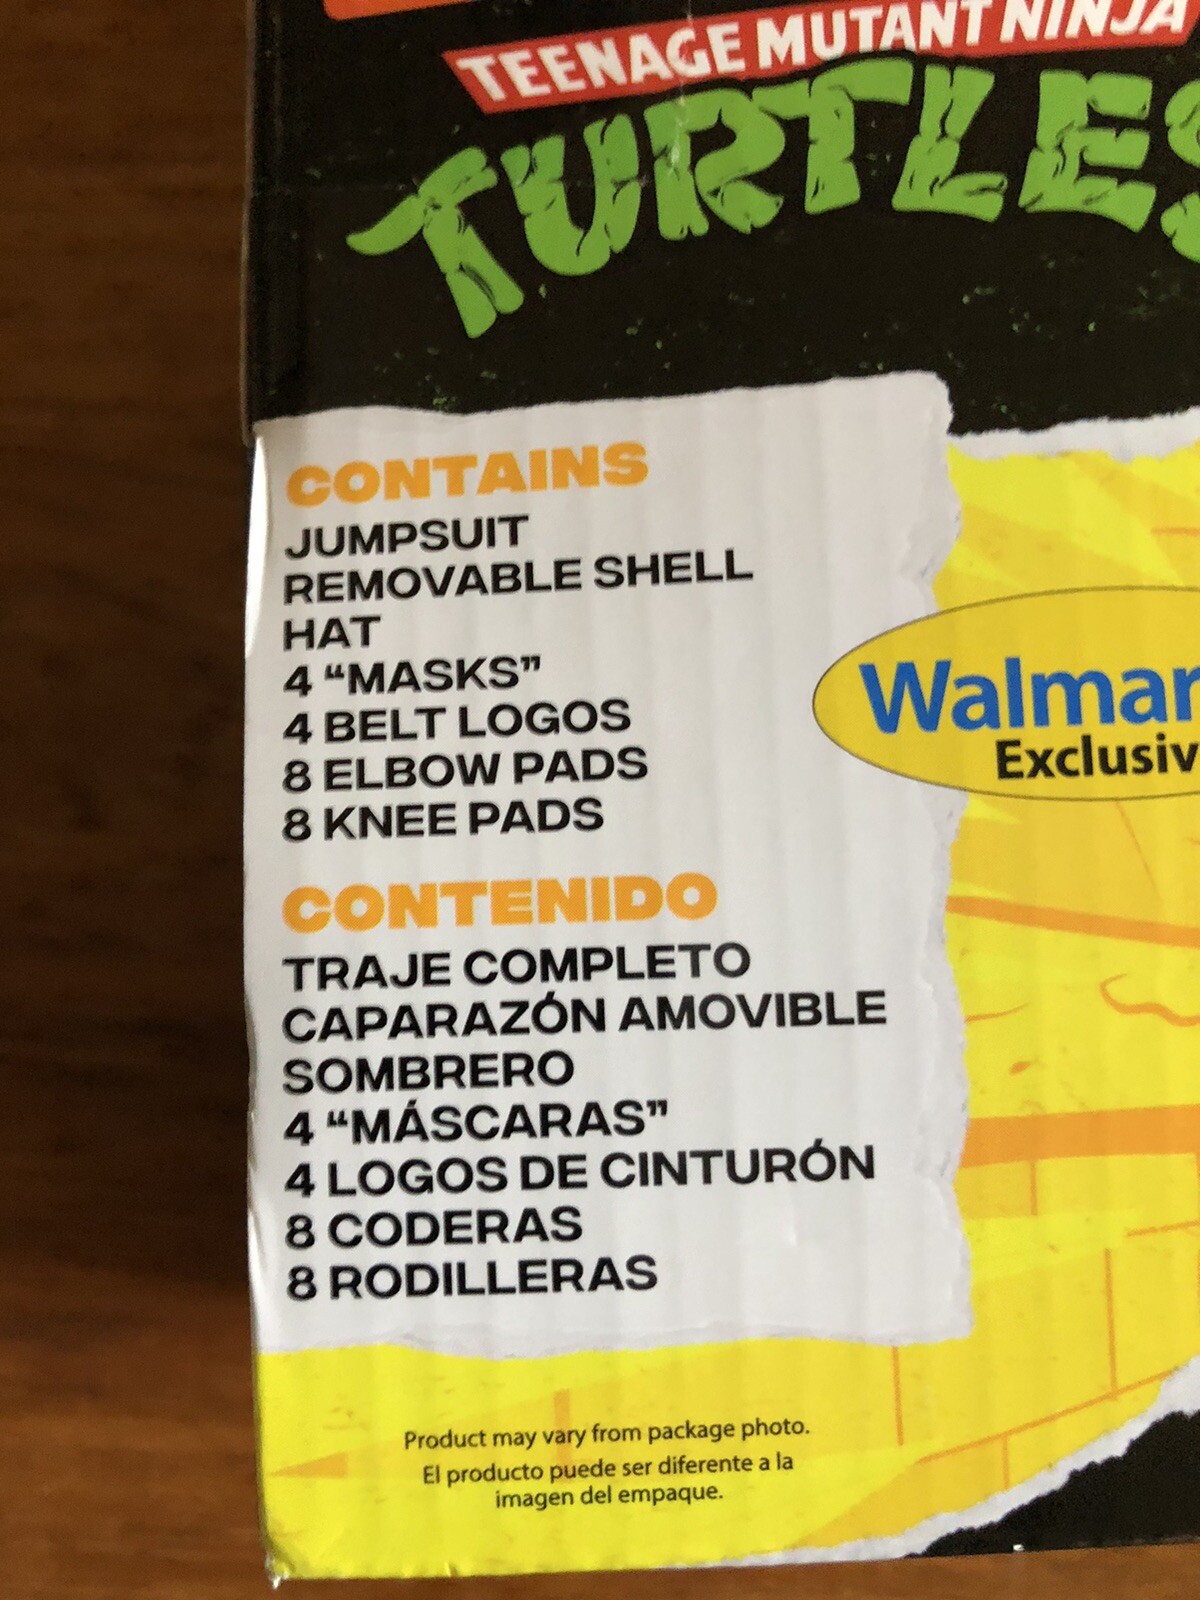 TEENAGE MUTANT NINJA
TURTLES
CONTAINS
JUMPSUIT
REMOVABLE SHELL
HAT
4 “MASKS”
4 BELT LOGOS
8 ELBOW PADS
8 KNEE PADS
Walmar
Exclusiv
CONTENIDO
TRAJE COMPLETO
CAPARAZÓN AMOVIBLE
SOMBRERO
4 “MÁSCARAS”
4 LOGOS DE CINTURÓN
8 CODERAS
8 RODILLERAS
Product may vary from package photo.
El producto puede ser diferente a la
imagen del empaque.